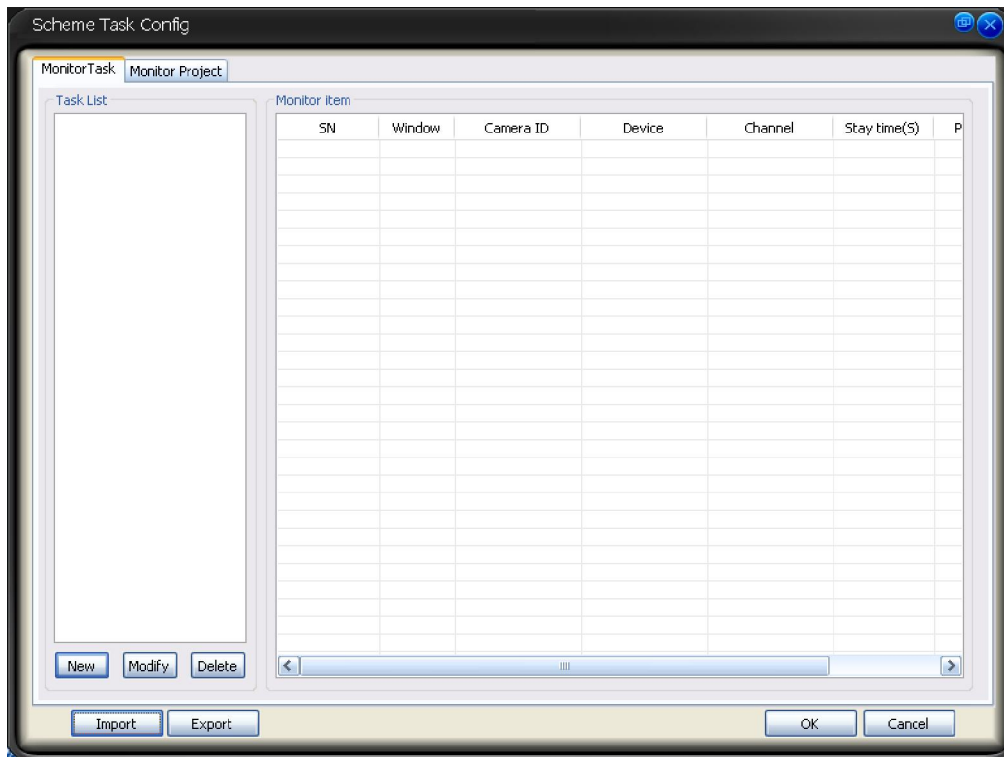 Scheme Task Config
MonitorTask Monitor Project
Task List
Monitor item
SN Window Camera ID Device Channel Stay time(S) P
New Modify Delete
Import Export OK Cancel